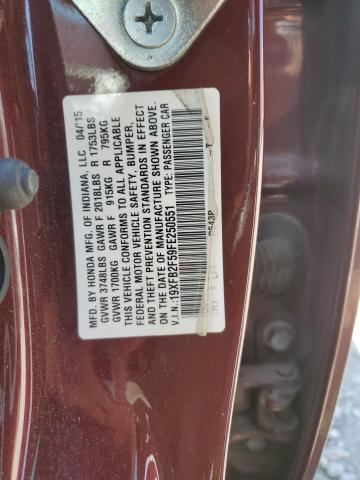 MFD. BY HONDA MFG. OF INDIANA, LLC 04/15
GVWR 3748LBS GAWR F 2018LBS R 1753LBS
GVWR 1700KG GAWR F 915KG R 795KG
THIS VEHICLE CONFORMS TO ALL APPLICABLE
FEDERAL MOTOR VEHICLE SAFETY, BUMPER,
AND THEFT PREVENTION STANDARDS IN EFFECT
ON THE DATE OF MANUFACTURE SHOWN ABOVE.
V.I.N.:19XFB2F59FE250551 TYPE: PASSENGER CAR